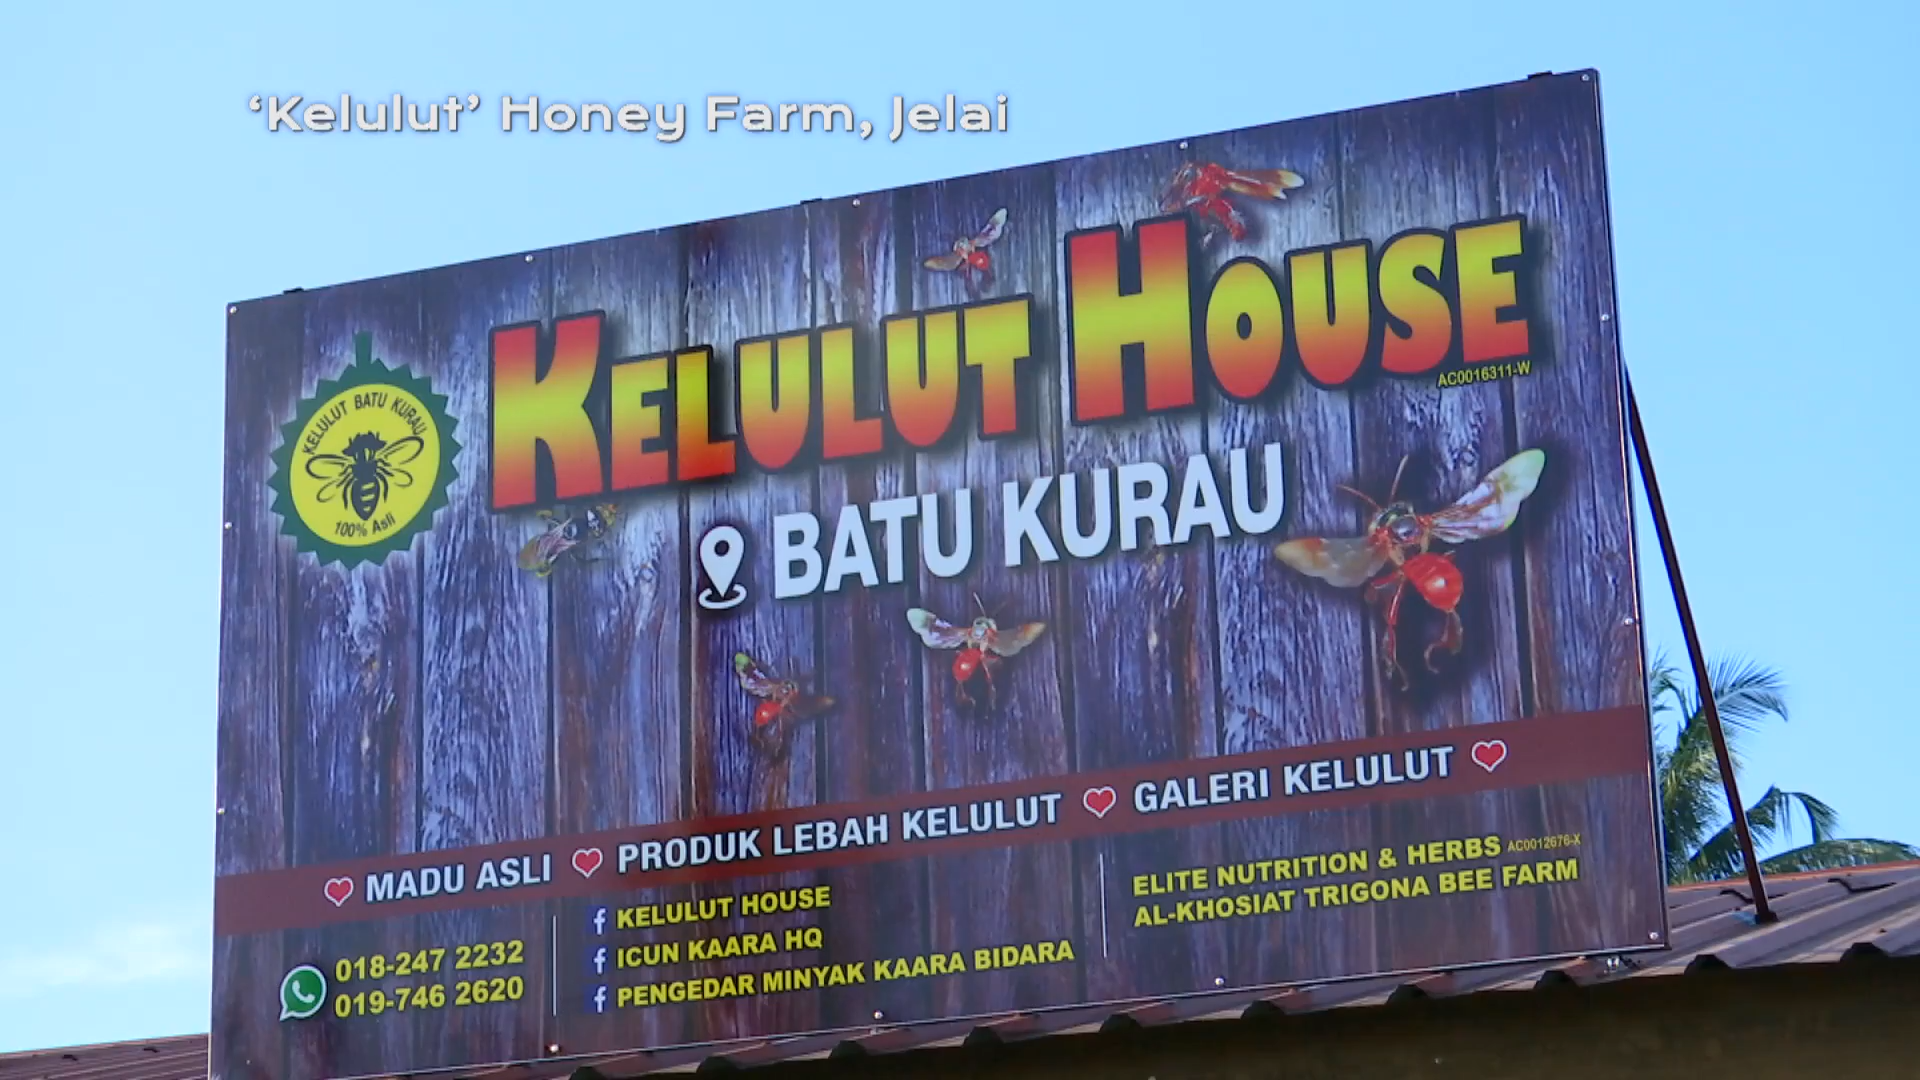 ‘Kelulut’ Honey Farm, Jelai
KELULUT HOUSE
AC0016311-W
KELULUT BATU KURAU
100% Asli
BATU KURAU
MADU ASLI PRODUK LEBAH KELULUT GALERI KELULUT
018-247 2232
019-746 2620
KELULUT HOUSE
ICUN KAARA HQ
PENGEDAR MINYAK KAARA BIDARA
ELITE NUTRITION & HERBS AC0012676-X
AL-KHOSIAT TRIGONA BEE FARM